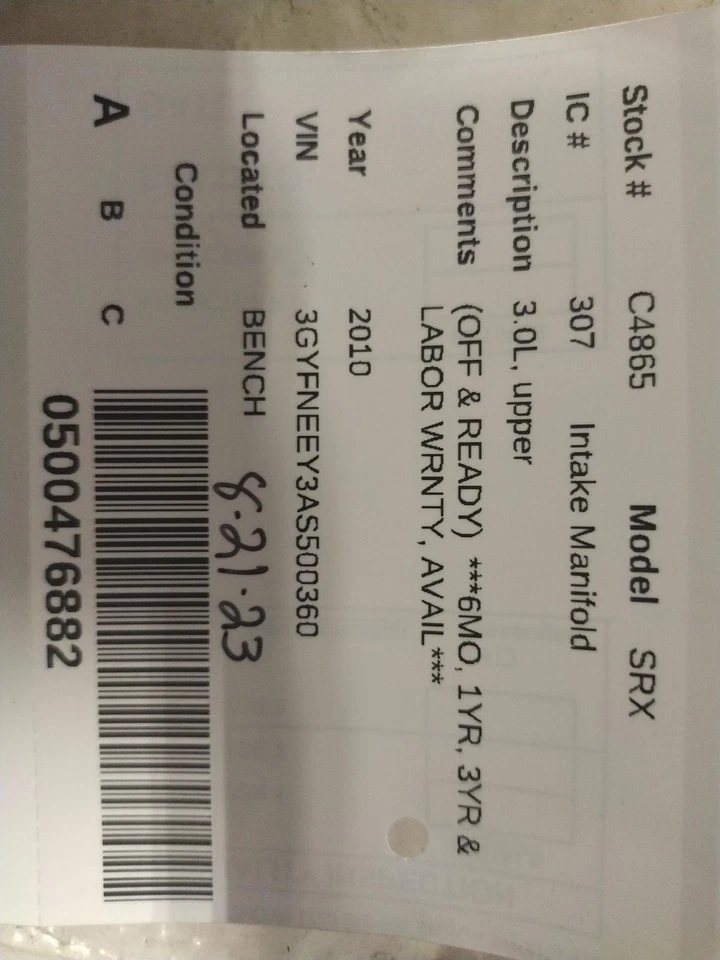 Stock # C4865 Model SRX
IC # 307 Intake Manifold
Description 3.0L, upper
Comments (OFF & READY) ***6MO, 1YR, 3YR &
LABOR WRNTY, AVAIL***
Year 2010
VIN 3GYFNEEY3AS500360
Located BENCH 8.21.23
Condition
A B C
0500476882